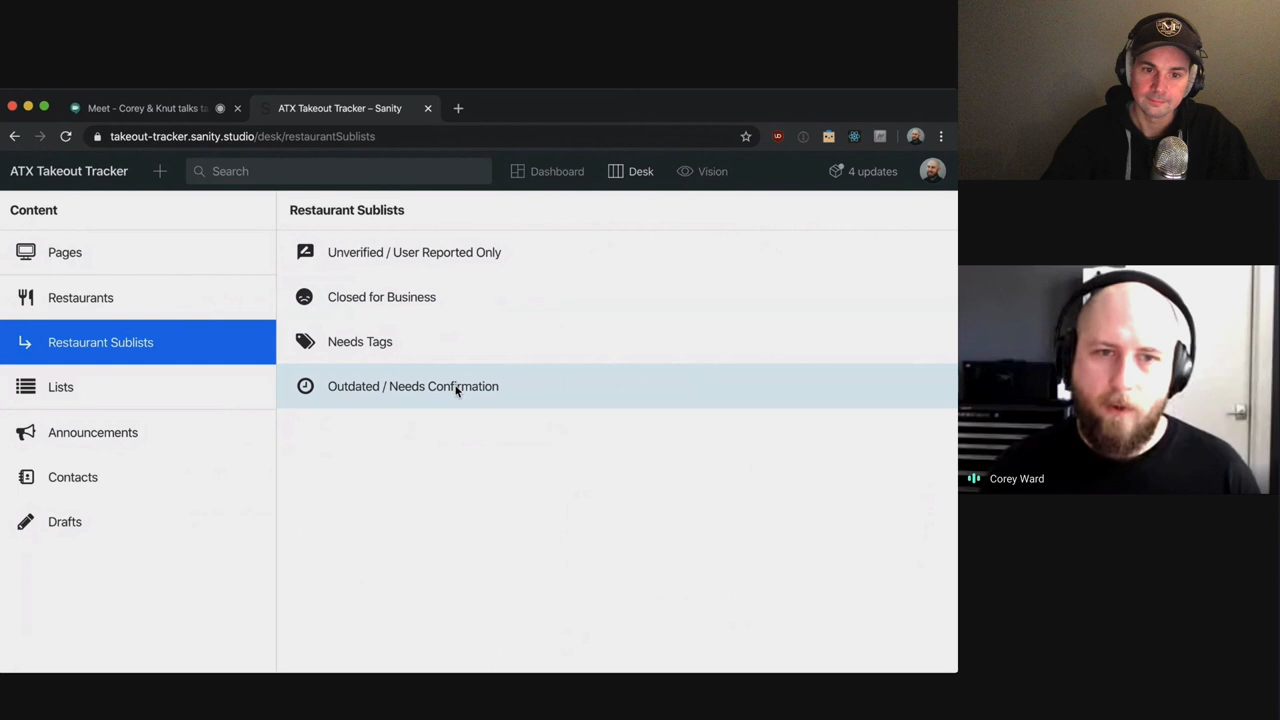 Meet - Corey & Knut talks ta
ATX Takeout Tracker – Sanity
takeout-tracker.sanity.studio/desk/restaurantSublists
ATX Takeout Tracker
Search
Dashboard
Desk
Vision
4 updates
Content
Restaurant Sublists
Pages
Unverified / User Reported Only
Restaurants
Closed for Business
Restaurant Sublists
Needs Tags
Lists
Outdated / Needs Confirmation
Announcements
Contacts
Drafts
M
Corey Ward